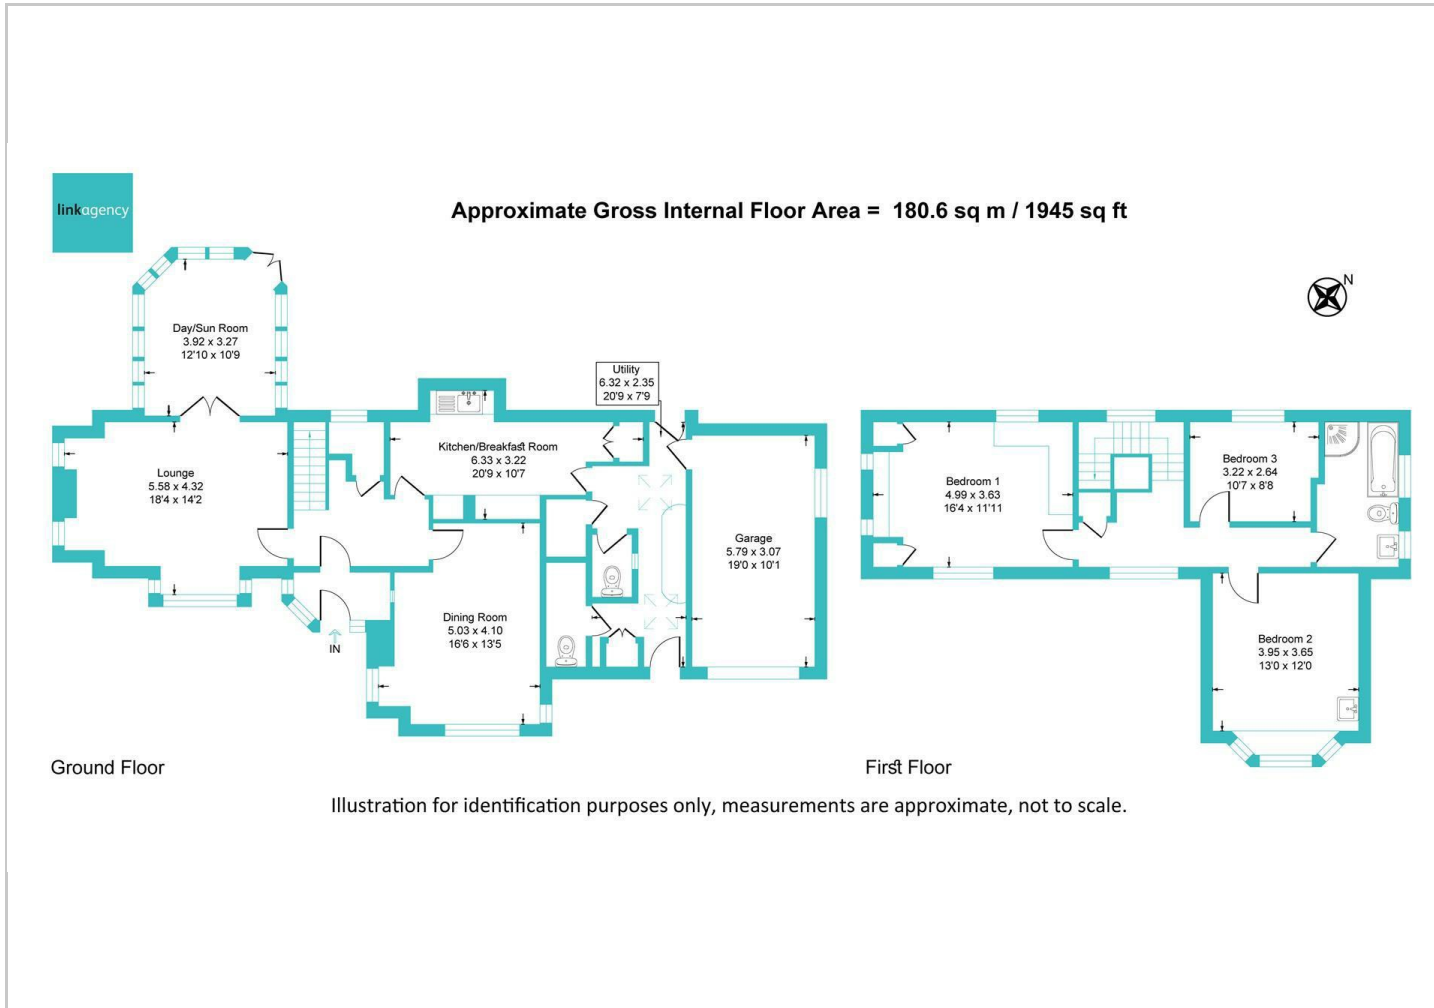 linkagency
Approximate Gross Internal Floor Area = 180.6 sq m / 1945 sq ft
N
Day/Sun Room
3.92 x 3.27
12'10 x 10'9
Utility
6.32 x 2.35
20'9 x 7'9
Lounge
5.58 x 4.32
18'4 x 14'2
Kitchen/Breakfast Room
6.33 x 3.22
20'9 x 10'7
Garage
5.79 x 3.07
19'0 x 10'1
Dining Room
5.03 x 4.10
16'6 x 13'5
IN
Bedroom 1
4.99 x 3.63
16'4 x 11'11
Bedroom 3
3.22 x 2.64
10'7 x 8'8
Bedroom 2
3.95 x 3.65
13'0 x 12'0
Ground Floor
First Floor
Illustration for identification purposes only, measurements are approximate, not to scale.